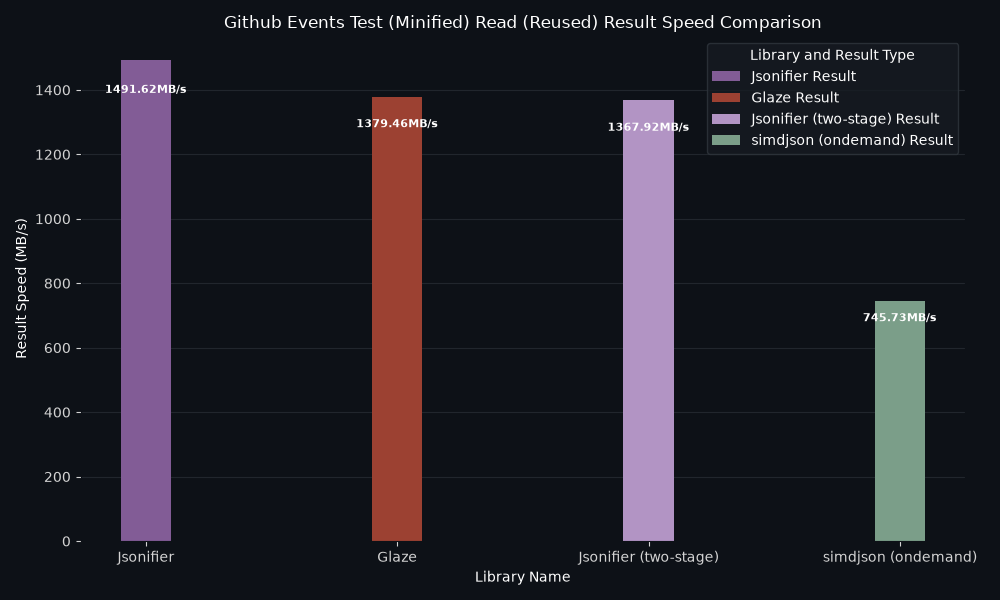 Github Events Test (Minified) Read (Reused) Result Speed Comparison
Library and Result Type
Jsonifier Result
Glaze Result
Jsonifier (two-stage) Result
simdjson (ondemand) Result
1491.62MB/s
1379.46MB/s
1367.92MB/s
745.73MB/s
Result Speed (MB/s)
1400
1200
1000
800
600
400
200
0
Jsonifier
Glaze
Jsonifier (two-stage)
simdjson (ondemand)
Library Name